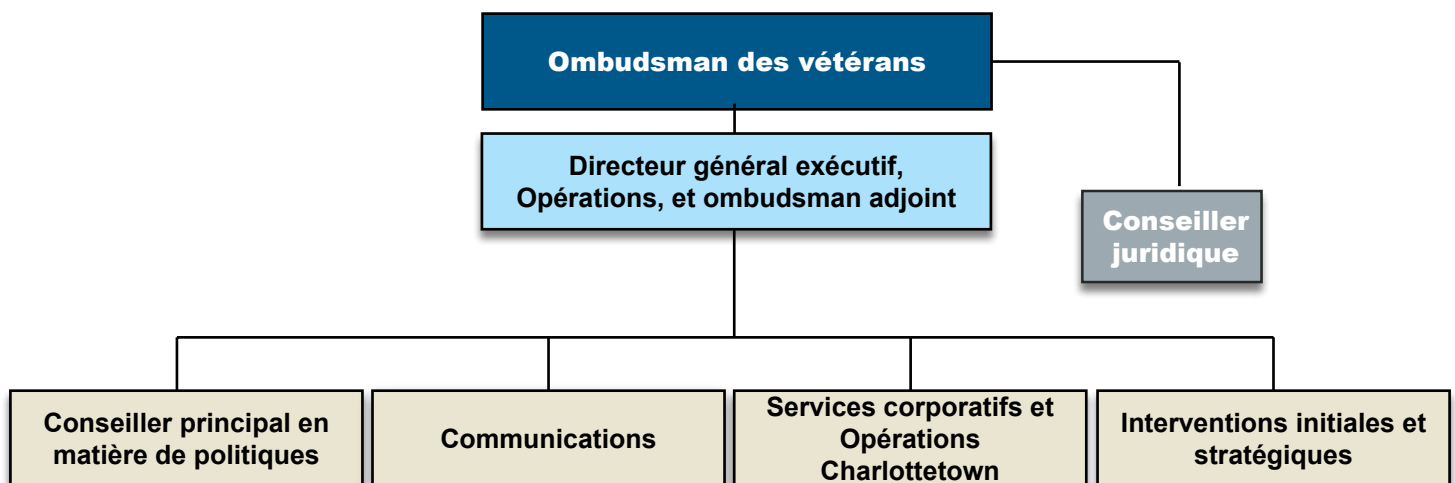 Ombudsman des vétérans
Directeur général exécutif,
Opérations, et ombudsman adjoint
Conseiller
juridique
Conseiller principal en
matière de politiques
Communications
Services corporatifs et
Opérations
Charlottetown
Interventions initiales et
stratégiques